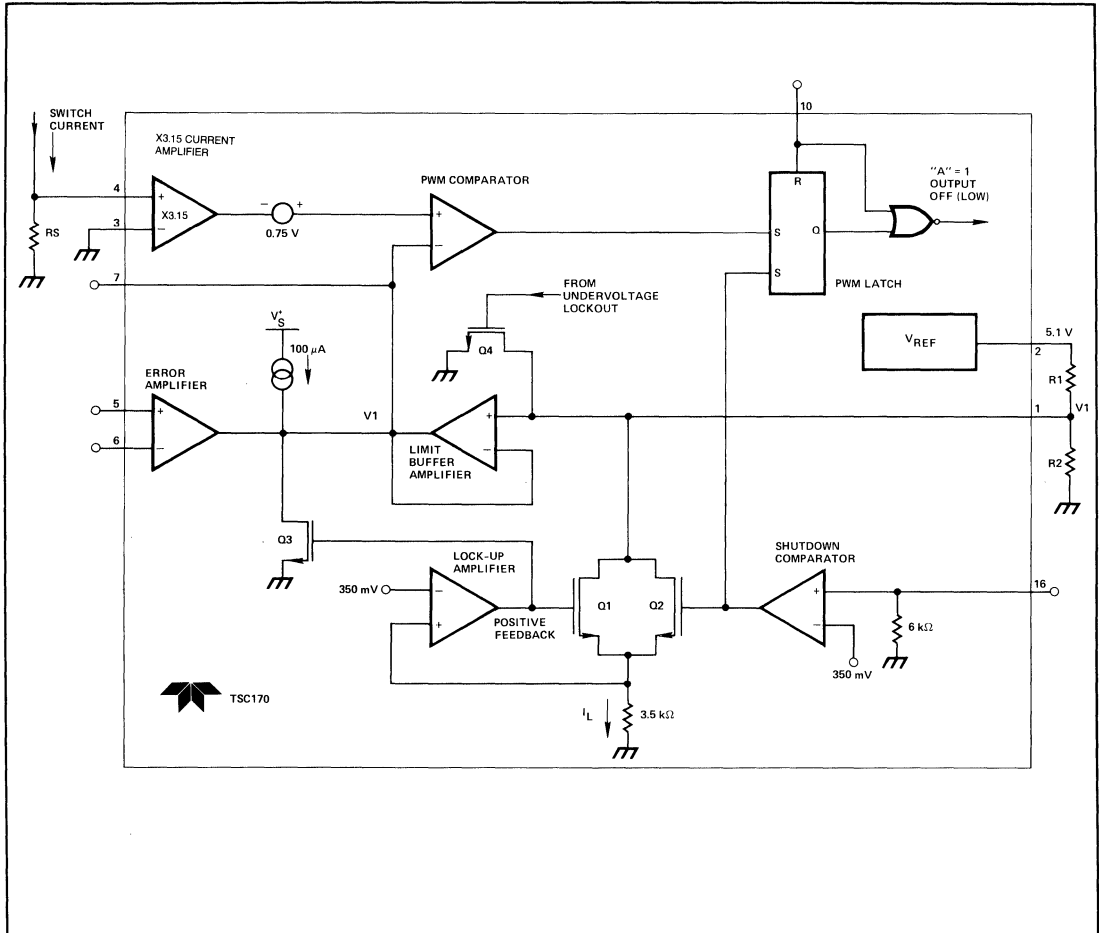 SWITCH
CURRENT
X3.15 CURRENT
AMPLIFIER
4
+
X3.15
3
−
RS
− +
0.75 V
PWM COMPARATOR
+
−
10
R
S
Q
S
PWM LATCH
"A" = 1
OUTPUT
OFF (LOW)
7
FROM
UNDERVOLTAGE
LOCKOUT
Q4
VREF
5.1 V
2
R1
V1
1
R2
V+S
100 μA
ERROR
AMPLIFIER
5
+
6
−
V1
+
−
LIMIT
BUFFER
AMPLIFIER
Q3
LOCK-UP
AMPLIFIER
350 mV
−
+
POSITIVE
FEEDBACK
Q1
Q2
SHUTDOWN
COMPARATOR
+
−
16
6 kΩ
350 mV
TSC170
IL
3.5 kΩ